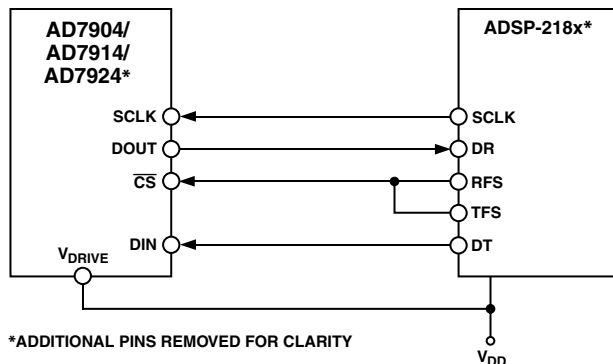 AD7904/
AD7914/
AD7924*
ADSP-218x*
SCLK
SCLK
DOUT
DR
CS
RFS
TFS
DIN
DT
VDRIVE
*ADDITIONAL PINS REMOVED FOR CLARITY
VDD